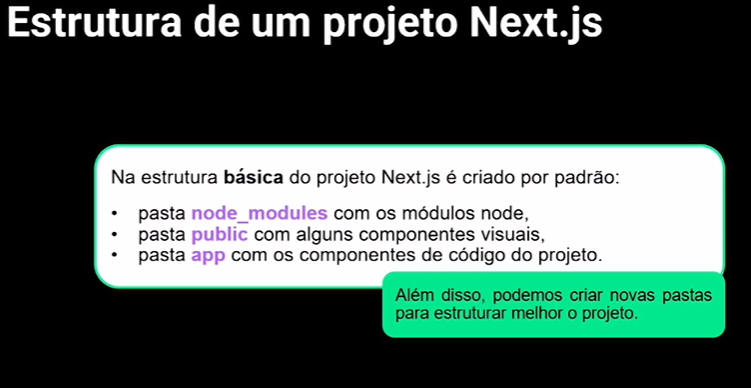 Estrutura de um projeto Next.js
Na estrutura básica do projeto Next.js é criado por padrão:
• pasta node_modules com os módulos node,
• pasta public com alguns componentes visuais,
• pasta app com os componentes de código do projeto.
Além disso, podemos criar novas pastas
para estruturar melhor o projeto.